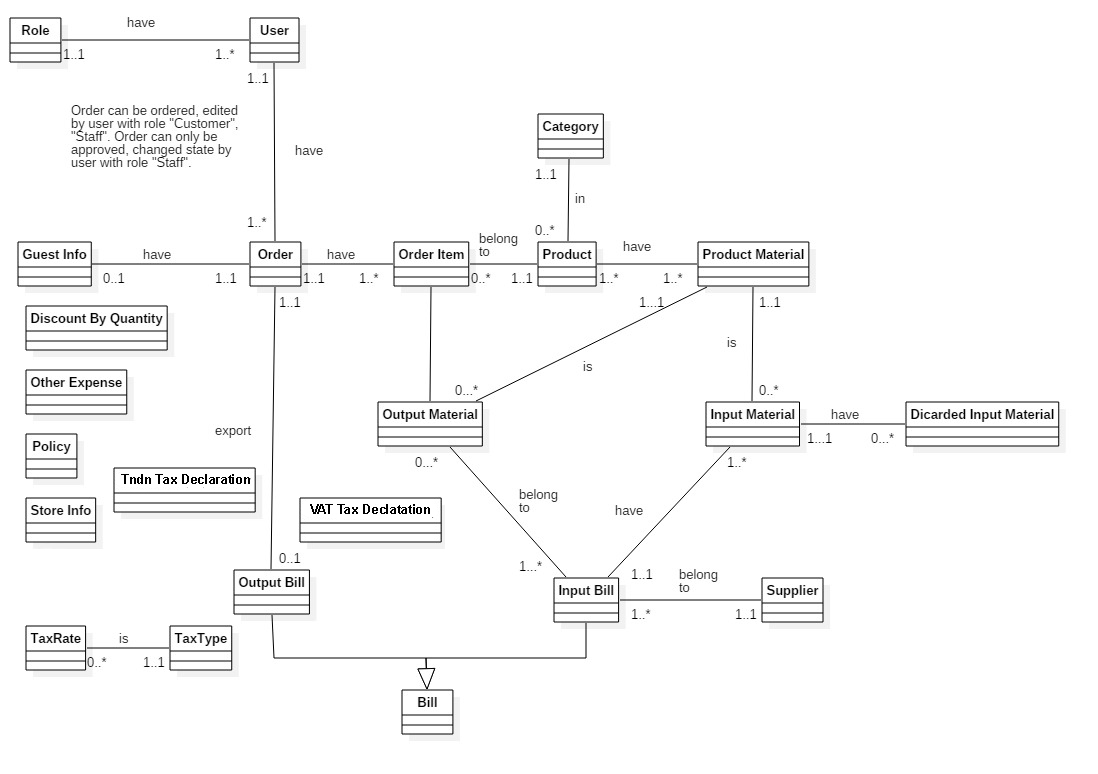 have
Role
User
1..1
1..*
1..1
Order can be ordered, edited
by user with role "Customer",
"Staff". Order can only be
approved, changed state by
user with role "Staff".
have
Category
1..1
in
1..*
0..*
Guest Info
have
Order
have
Order Item
belong
to
Product
have
Product Material
0..1
1..1
1..1
1..*
0..*
1..1
1..*
1..*
1..1
1...1
1..1
Discount By Quantity
is
is
Other Expense
0...*
0..*
Output Material
Input Material
have
Dicarded Input Material
export
1...1
0...*
Policy
0...*
1..*
Tndn Tax Declaration
belong
to
have
Store Info
VAT Tax Declatation
0..1
1...*
Output Bill
Input Bill
1..1
belong
to
Supplier
1..*
1..1
TaxRate
is
TaxType
0..*
1..1
Bill